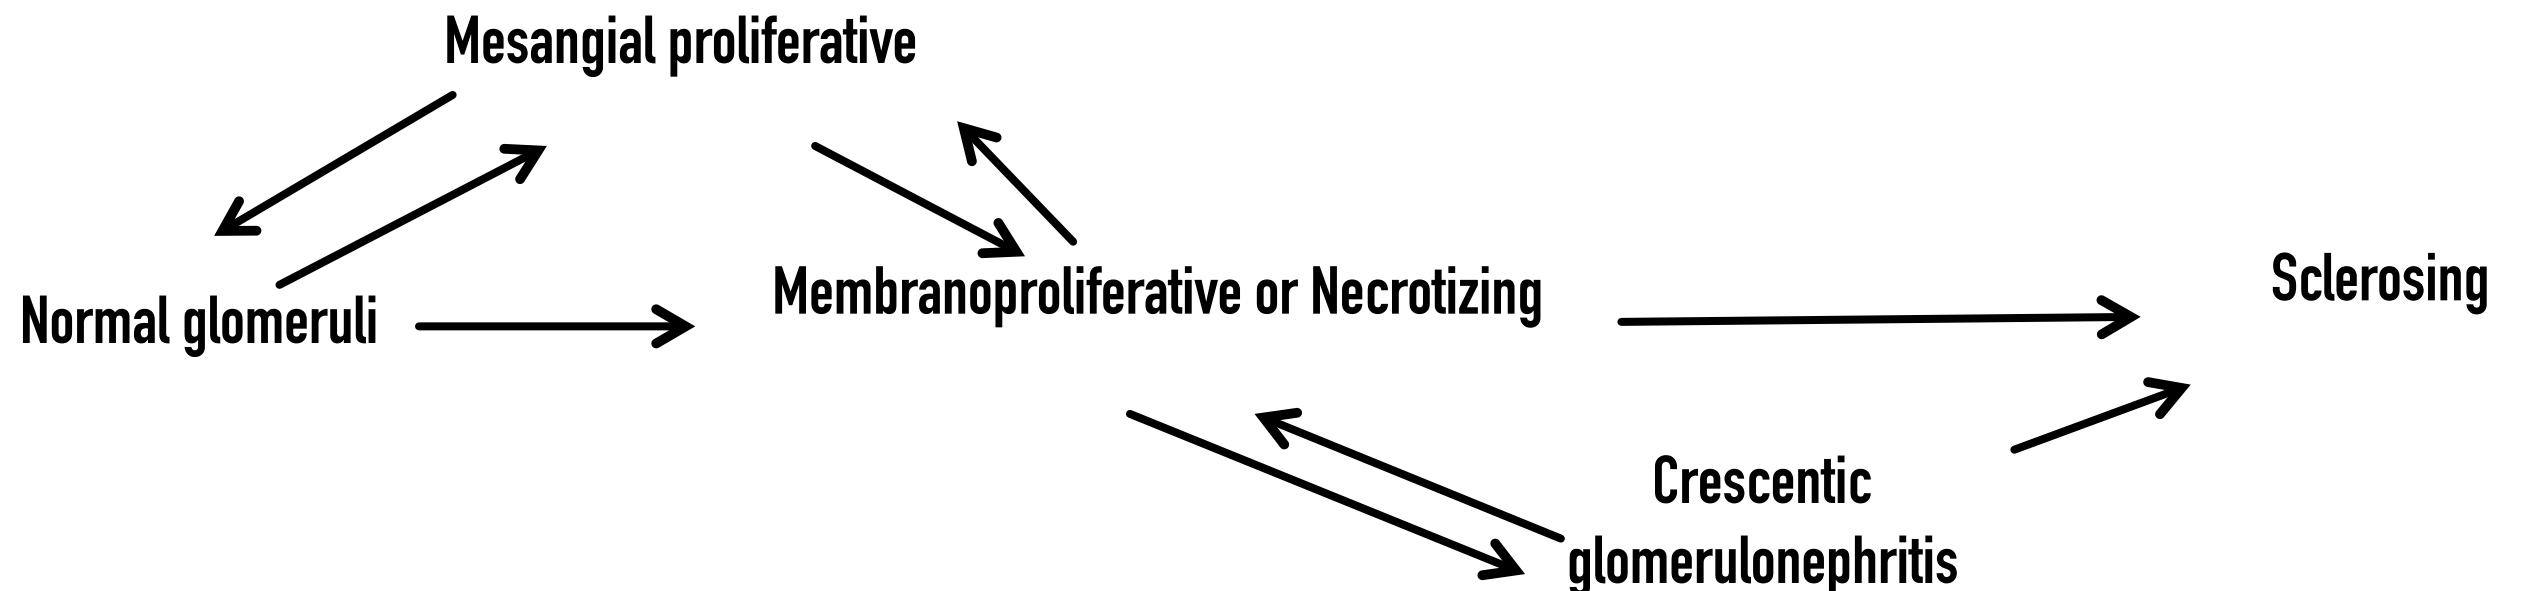 Mesangial proliferative
Normal glomeruli
Membranoproliferative or Necrotizing
Sclerosing
Crescentic
glomerulonephritis